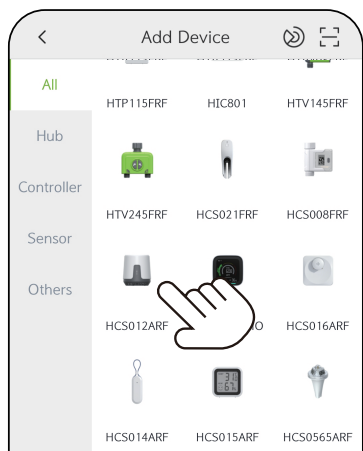 Add Device
All
Hub
Controller
Sensor
Others
HTP115FRF HIC801 HTV145FRF
HTV245FRF HCS021FRF HCS008FRF
HCS012ARF HCS016ARF
HCS014ARF HCS015ARF HCS0565ARF